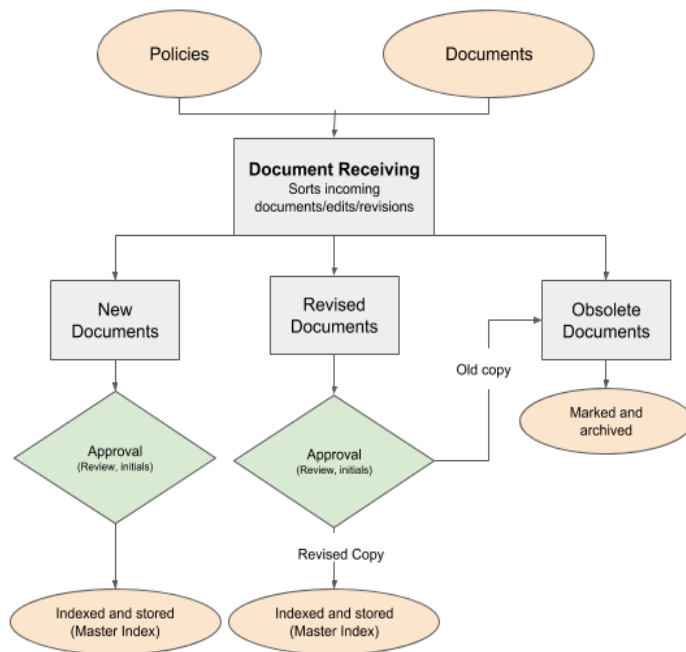 Policies
Documents
Document Receiving
Sorts incoming
documents/edits/revisions
New
Documents
Revised
Documents
Obsolete
Documents
Old copy
Marked and
archived
Approval
(Review, initials)
Approval
(Review, initials)
Revised Copy
Indexed and stored
(Master Index)
Indexed and stored
(Master Index)